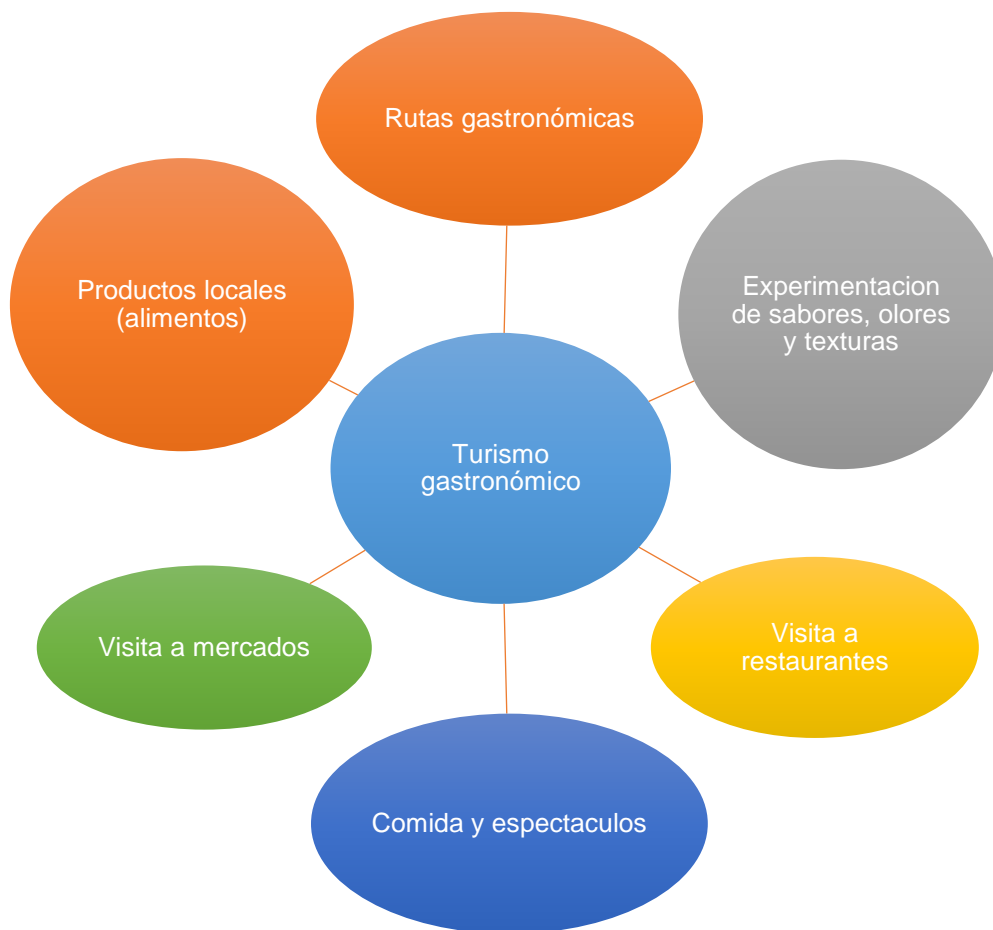 Rutas gastronómicas
Productos locales
(alimentos)
Experimentacion
de sabores, olores
y texturas
Turismo
gastronómico
Visita a mercados
Visita a
restaurantes
Comida y espectaculos